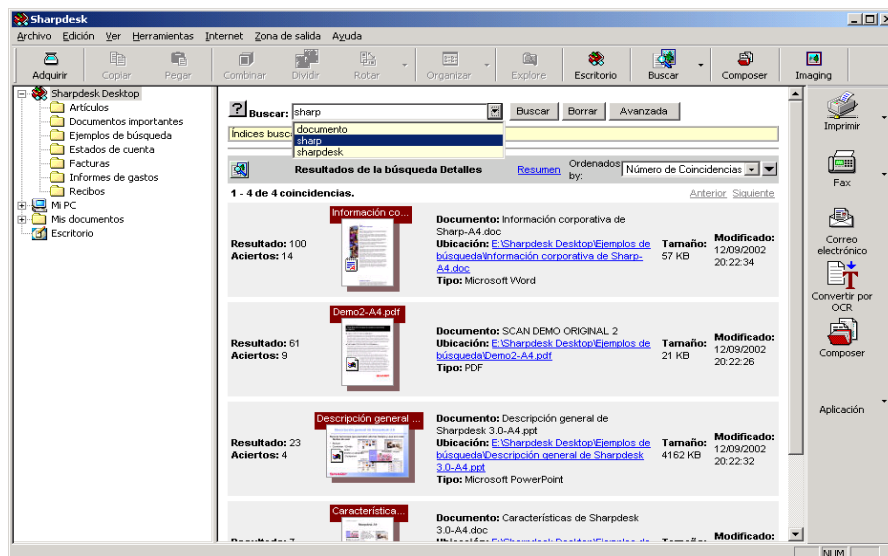 Sharpdesk
Archivo Edición Ver Herramientas Internet Zona de salida Ayuda
Adquirir Copiar Pegar Combinar Dividir Rotar Organizar Explore Escritorio Buscar Composer Imaging
Sharpdesk Desktop
Artículos
Documentos importantes
Ejemplos de búsqueda
Estados de cuenta
Facturas
Informes de gastos
Recibos
Mi PC
Mis documentos
Escritorio
? Buscar: sharp Buscar Borrar Avanzada
Índices busc
documento
sharp
sharpdesk
Resultados de la búsqueda Detalles Resumen Ordenados by: Número de Coincidencias
1 - 4 de 4 coincidencias. Anterior Siguiente
Información co...
Resultado: 100
Aciertos: 14
Documento: Información corporativa de
Sharp-A4.doc
Ubicación: E:\Sharpdesk Desktop\Ejemplos de
búsqueda\Información corporativa de Sharp-
A4.doc
Tipo: Microsoft Word
Tamaño:
57 KB
Modificado:
12/09/2002
20:22:34
Demo2-A4.pdf
Resultado: 61
Aciertos: 9
Documento: SCAN DEMO ORIGINAL 2
Ubicación: E:\Sharpdesk Desktop\Ejemplos de
búsqueda\Demo2-A4.pdf
Tipo: PDF
Tamaño:
21 KB
Modificado:
12/09/2002
20:22:26
Descripción general ...
Resultado: 23
Aciertos: 4
Documento: Descripción general de
Sharpdesk 3.0-A4.ppt
Ubicación: E:\Sharpdesk Desktop\Ejemplos de
búsqueda\Descripción general de Sharpdesk
3.0-A4.ppt
Tipo: Microsoft PowerPoint
Tamaño:
4162 KB
Modificado:
12/09/2002
20:22:32
Característica...
Documento: Características de Sharpdesk
3.0-A4.doc
Modificado:
Imprimir
Fax
Correo
electrónico
Convertir por
OCR
Composer
Aplicación
NUM